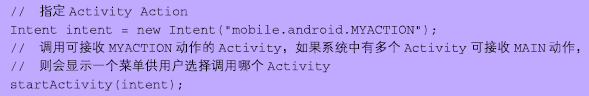 // 指定 Activity Action
Intent intent = new Intent("mobile.android.MYACTION");
// 调用可接收 MYACTION 动作的 Activity，如果系统中有多个 Activity 可接收 MAIN 动作，
// 则会显示一个菜单供用户选择调用哪个 Activity
startActivity(intent);